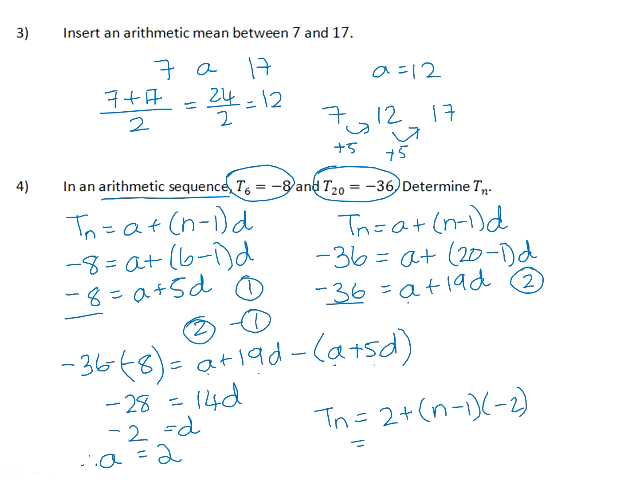 3) Insert an arithmetic mean between 7 and 17.
7 a 17
a = 12
7+17/2 = 24/2 = 12
7, 12, 17
+5 +5
4) In an arithmetic sequence, T₆ = −8 and T₂₀ = −36. Determine Tₙ.
Tn = a + (n−1)d
-8 = a + (6−1)d
-8 = a + 5d ①
Tn = a + (n−1)d
-36 = a + (20−1)d
-36 = a + 19d ②
② - ①
-36-(-8) = a + 19d − (a + 5d)
-28 = 14d
-2 = d
∴ a = 2
Tn = 2 + (n−1)(−2)
=